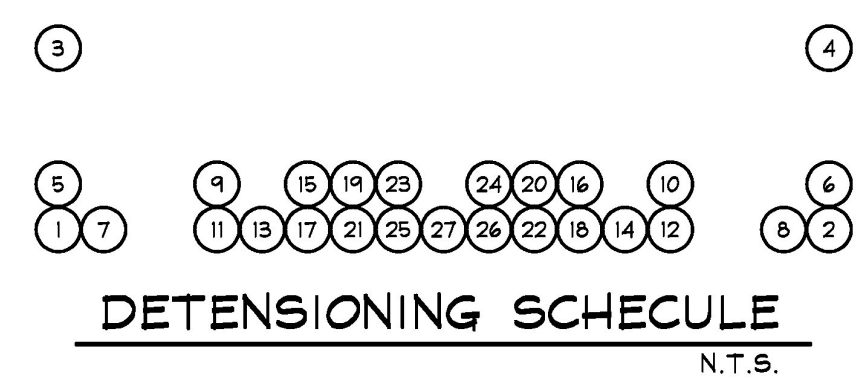 3 4
5 9 15 19 23 24 20 16 10 6
1 7 11 13 17 21 25 27 26 22 18 14 12 8 2
DETENSIONING SCHECULE
N.T.S.